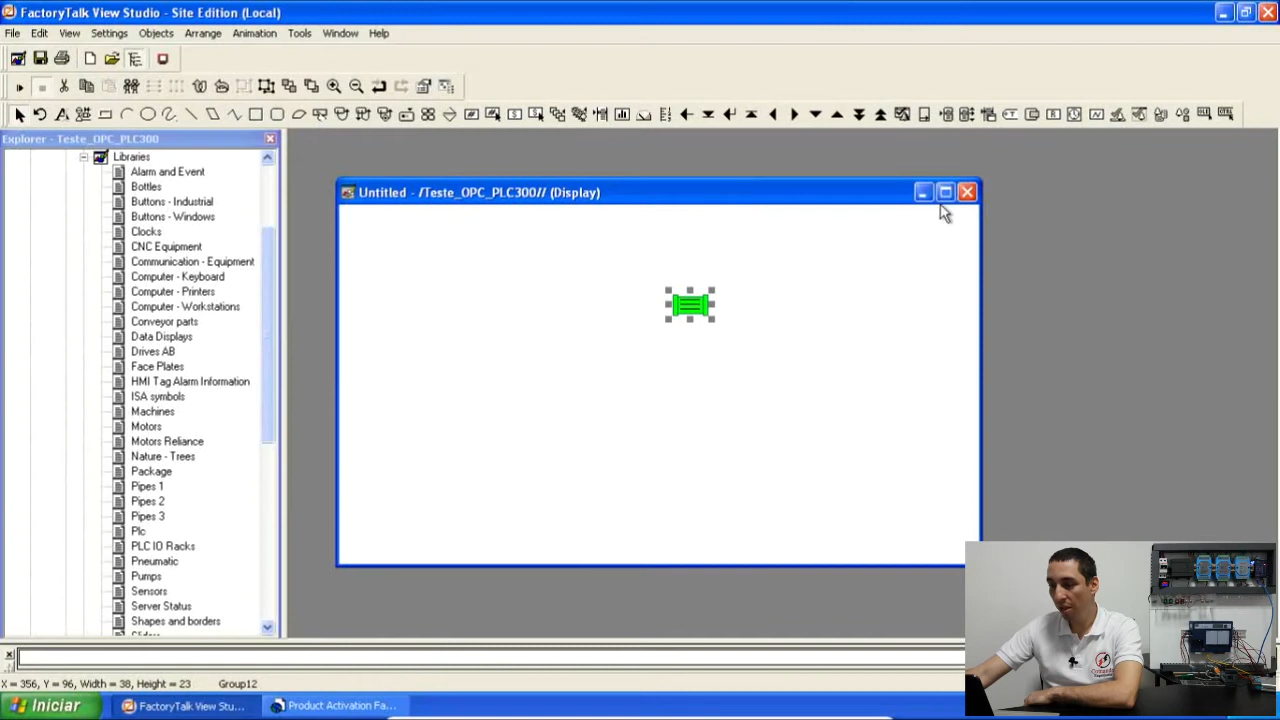 FactoryTalk View Studio - Site Edition (Local)
File Edit View Settings Objects Arrange Animation Tools Window Help
Explorer - Teste_OPC_PLC300
Libraries
Alarm and Event
Bottles
Buttons - Industrial
Buttons - Windows
Clocks
CNC Equipment
Communication - Equipment
Computer - Keyboard
Computer - Printers
Computer - Workstations
Conveyor parts
Data Displays
Drives AB
Face Plates
HMI Tag Alarm Information
ISA symbols
Machines
Motors
Motors Reliance
Nature - Trees
Package
Pipes 1
Pipes 2
Pipes 3
Plc
PLC IO Racks
Pneumatic
Pumps
Sensors
Server Status
Shapes and borders
Untitled - /Teste_OPC_PLC300// (Display)
X = 356, Y = 96, Width = 38, Height = 23 Group12
Iniciar
FactoryTalk View Stu...
Product Activation Fa...